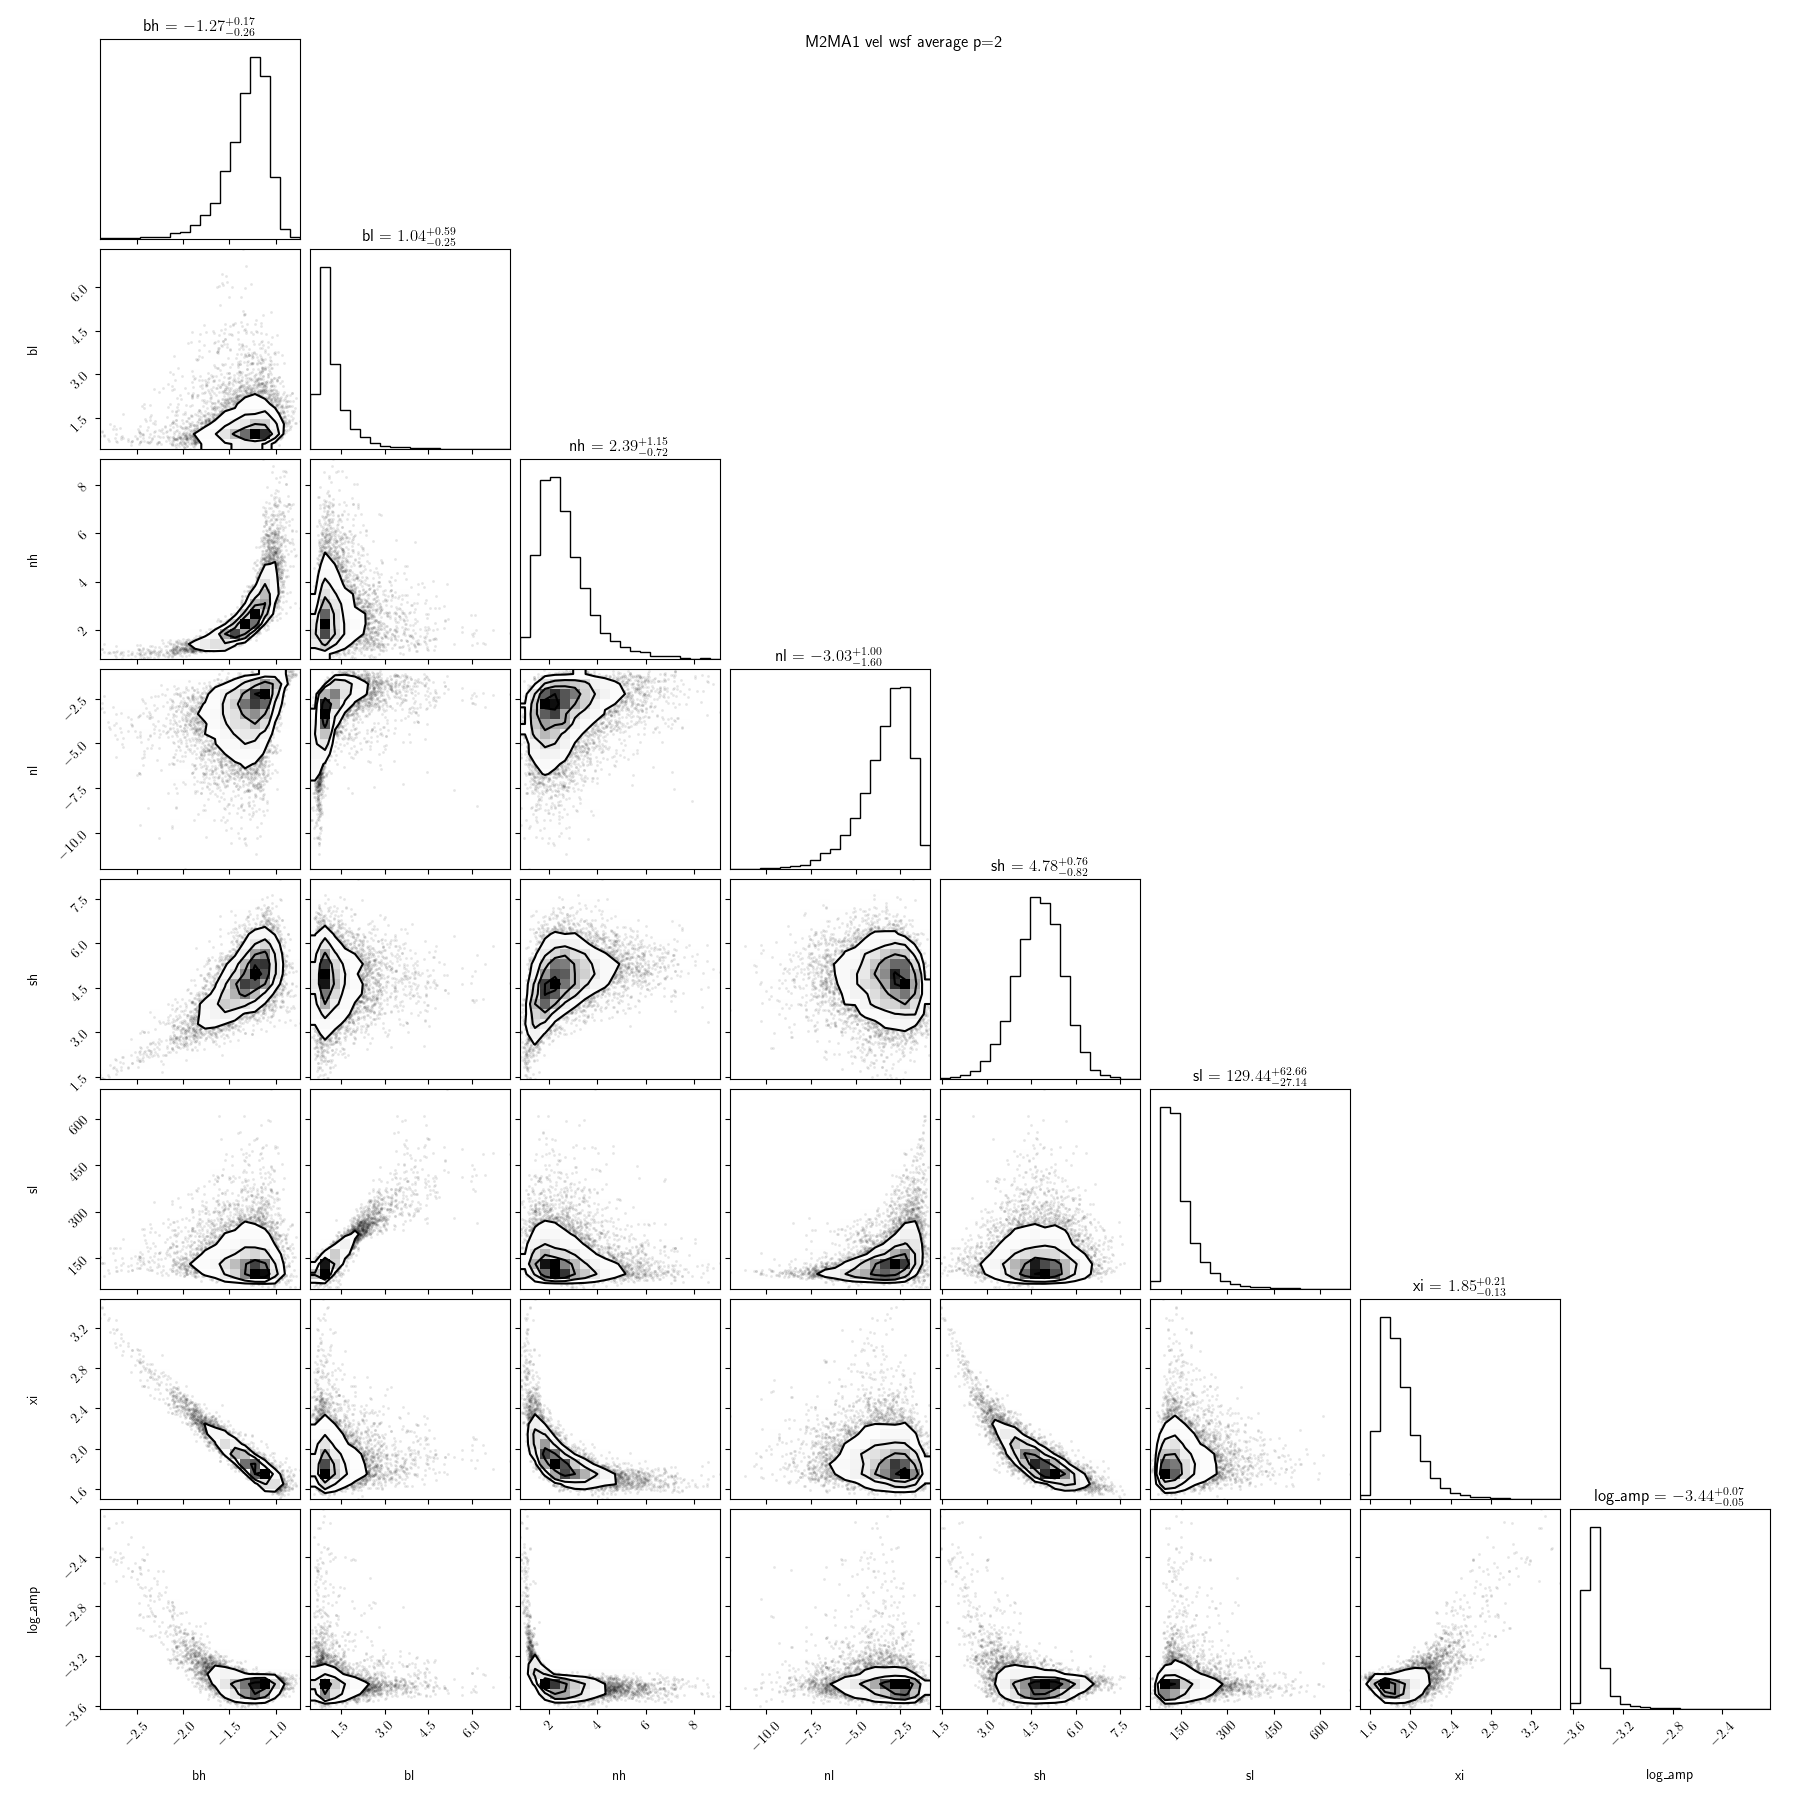 bh = −1.27+0.17−0.26
M2MA1 vel wsf average p=2
bl = 1.04+0.59−0.25
6.0
4.5
3.0
1.5
bl
nh = 2.39+1.15−0.72
8
6
4
2
nh
nl = −3.03+1.00−1.60
−2.5
−5.0
−7.5
−10.0
nl
sh = 4.78+0.76−0.82
7.5
6.0
4.5
3.0
1.5
sh
sl = 129.44+62.66−27.14
600
450
300
150
sl
xi = 1.85+0.21−0.13
3.2
2.8
2.4
2.0
1.6
xi
log_amp = −3.44+0.07−0.05
−2.4
−2.8
−3.2
−3.6
log_amp
−2.5 −2.0 −1.5 −1.0 1.5 3.0 4.5 6.0 2 4 6 8 −10.0 −7.5 −5.0 −2.5 1.5 3.0 4.5 6.0 7.5 150 300 450 600 1.6 2.0 2.4 2.8 3.2 −3.6 −3.2 −2.8 −2.4
bh bl nh nl sh sl xi log_amp